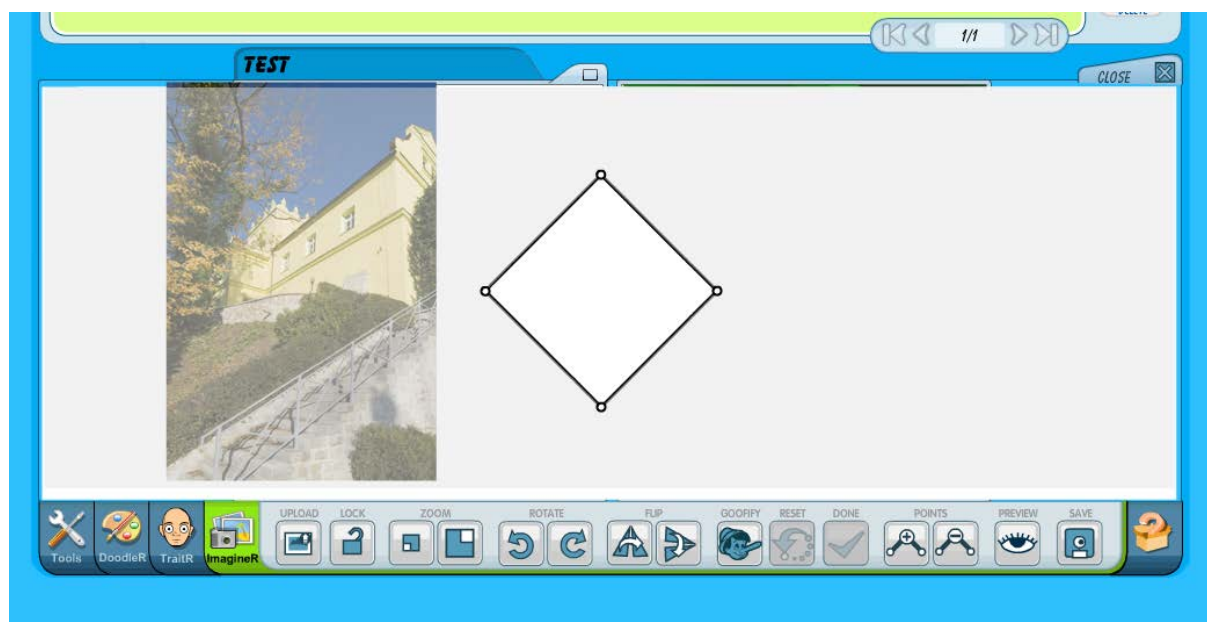 DELETE
1/1
TEST
CLOSE
UPLOAD LOCK ZOOM ROTATE FLIP GOOFIFY RESET DONE POINTS PREVIEW SAVE
Tools DoodleR TraitR ImagineR